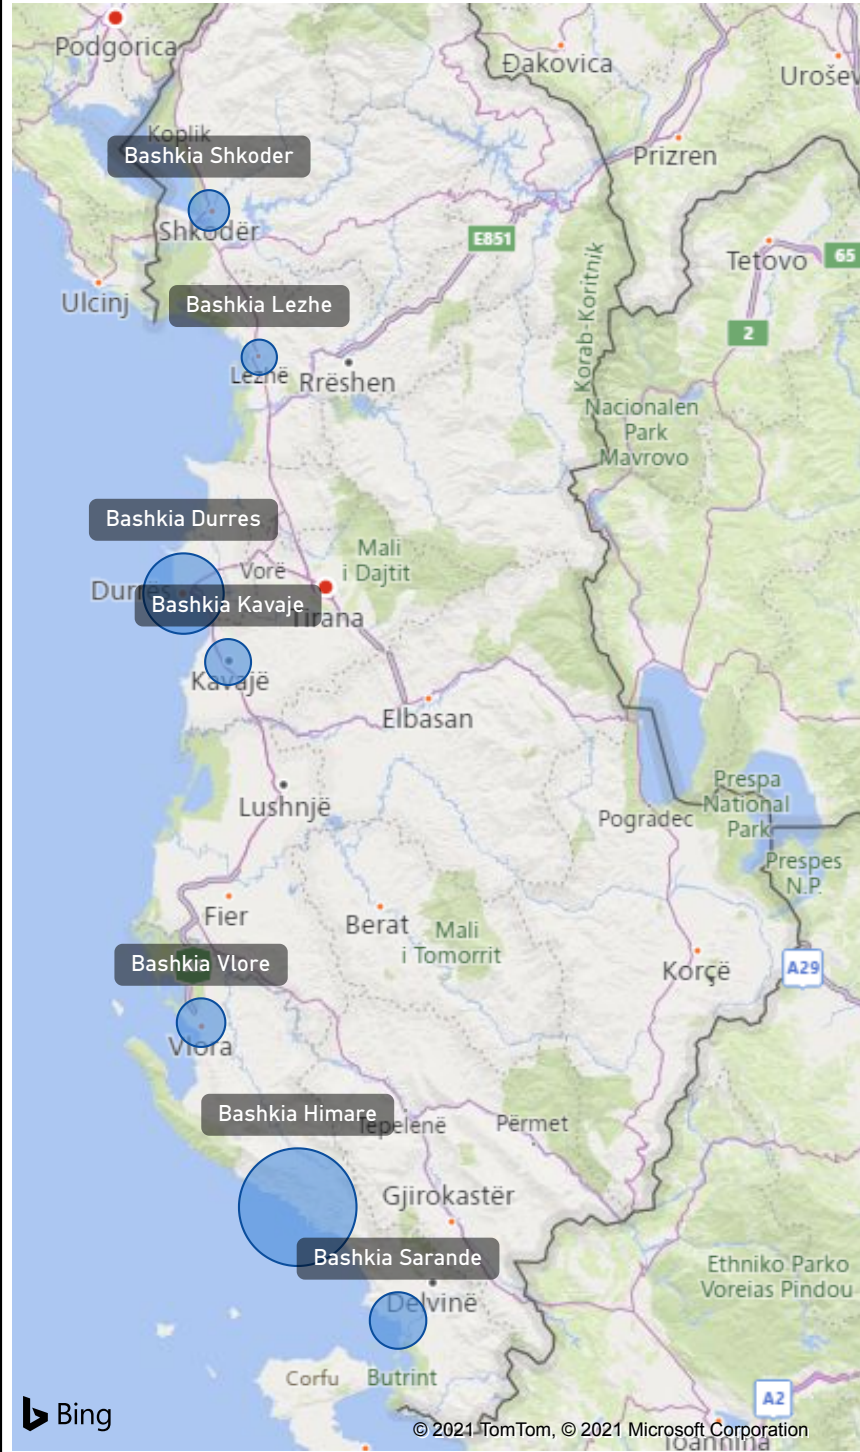 Podgorica
Đakovica
Koplik
Bashkia Shkoder
Prizren
Shkodër
E851
Tetovo
65
Ulcinj
Bashkia Lezhe
2
Korab-Koritnik
Lezhë
Rrëshen
Nacionalen
Park
Mavrovo
Bashkia Durres
Mali
i Dajtit
Vorë
Bashkia Kavaje
Tirana
Kavajë
Elbasan
Lushnjë
Prespa
National
Park
Pogradec
Prespes
N.P.
Fier
Berat
Mali
i Tomorrit
Bashkia Vlore
Korçë
A29
Vlora
Bashkia Himare
Tepelenë
Përmet
Gjirokastër
Bashkia Sarande
Ethniko Parko
Voreias Pindou
Delvinë
Corfu
Butrint
A2
Bing
© 2021 TomTom, © 2021 Microsoft Corporation
Ioannina